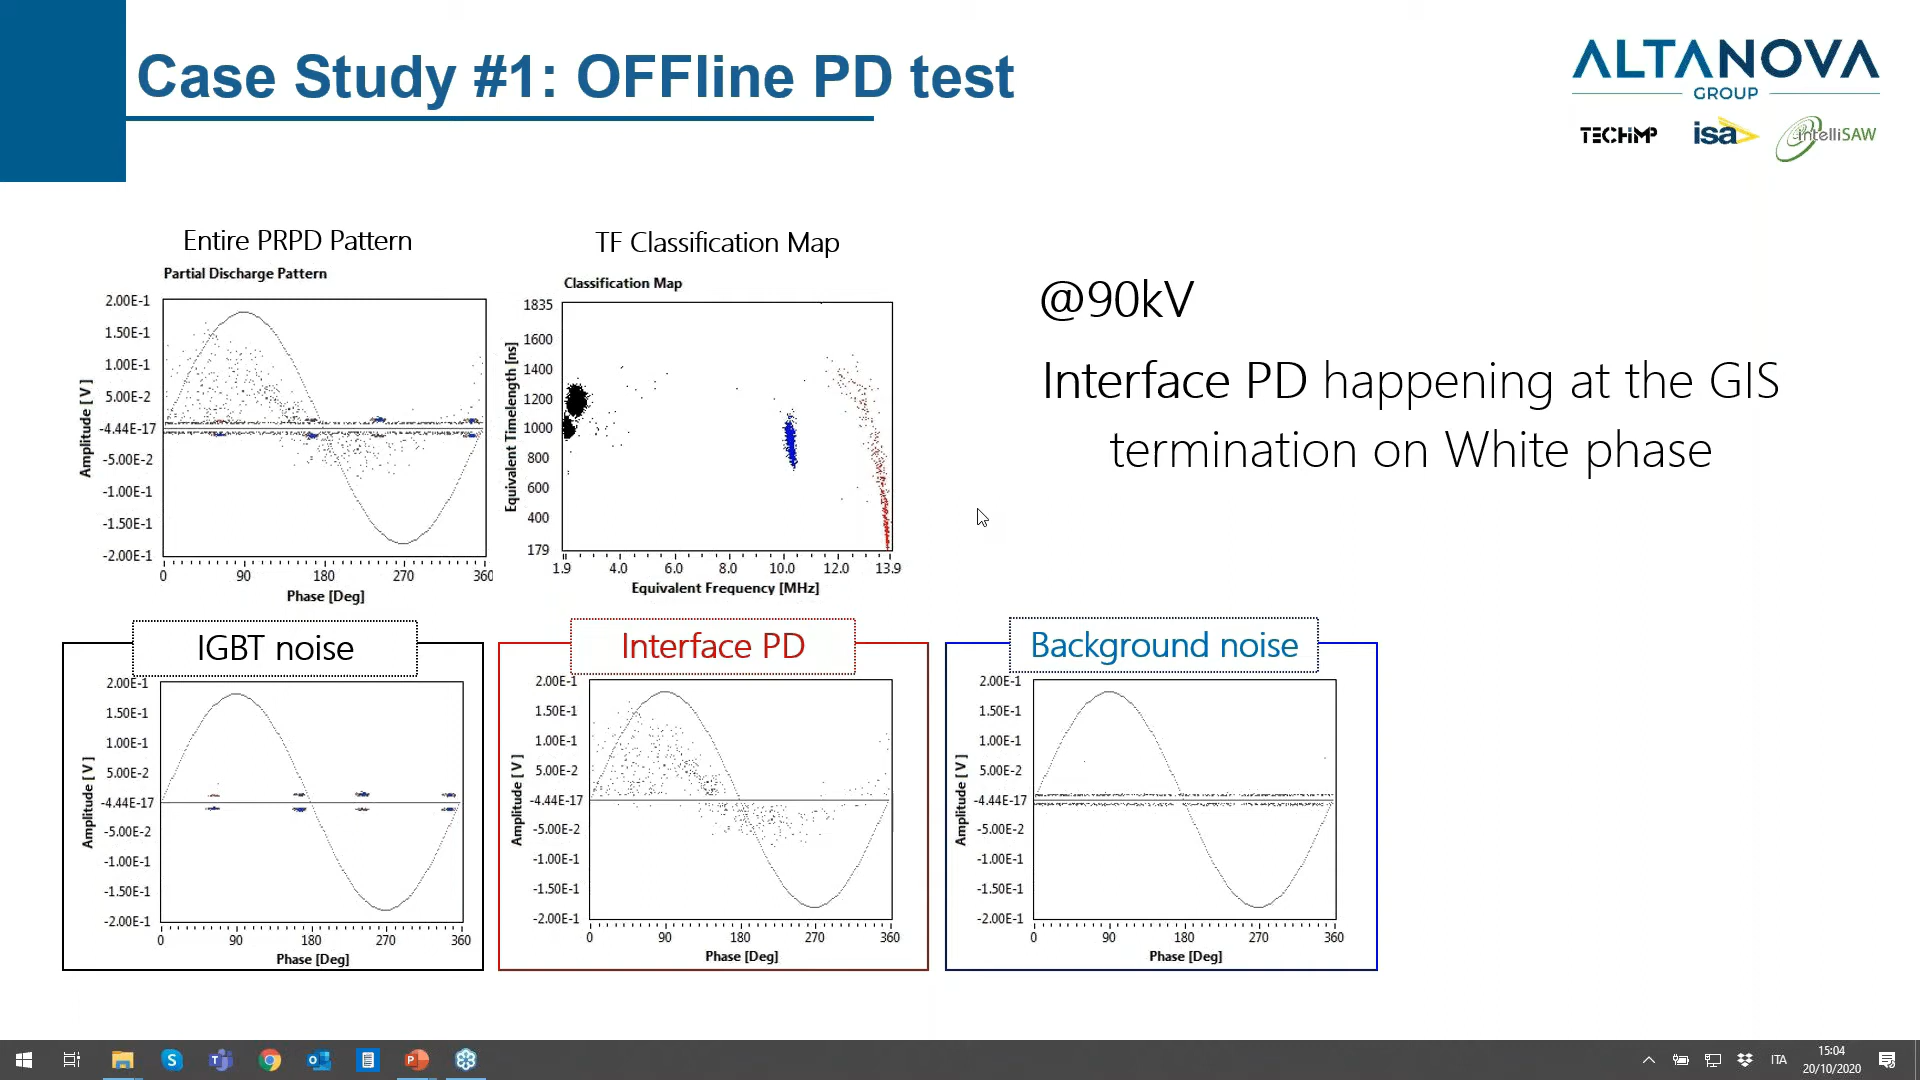 Case Study #1: OFFline PD test
ALTANOVA
GROUP
TECHIMP
isa
intelliSAW
Entire PRPD Pattern
Partial Discharge Pattern
2.00E-1
1.50E-1
1.00E-1
5.00E-2
-4.44E-17
-5.00E-2
-1.00E-1
-1.50E-1
-2.00E-1
Amplitude [ V ]
0 90 180 270 360
Phase [Deg]
TF Classification Map
Classification Map
1835
1600
1400
1200
1000
800
600
400
179
Equivalent Timelength [ns]
1.9 4.0 6.0 8.0 10.0 12.0 13.9
Equivalent Frequency [MHz]
@90kV
Interface PD happening at the GIS
termination on White phase
IGBT noise
2.00E-1
1.50E-1
1.00E-1
5.00E-2
-4.44E-17
-5.00E-2
-1.00E-1
-1.50E-1
-2.00E-1
Amplitude [ V ]
0 90 180 270 360
Phase [Deg]
Interface PD
2.00E-1
1.50E-1
1.00E-1
5.00E-2
-4.44E-17
-5.00E-2
-1.00E-1
-1.50E-1
-2.00E-1
Amplitude [ V ]
0 90 180 270 360
Phase [Deg]
Background noise
2.00E-1
1.50E-1
1.00E-1
5.00E-2
-4.44E-17
-5.00E-2
-1.00E-1
-1.50E-1
-2.00E-1
Amplitude [ V ]
0 90 180 270 360
Phase [Deg]
ITA
15:04
20/10/2020